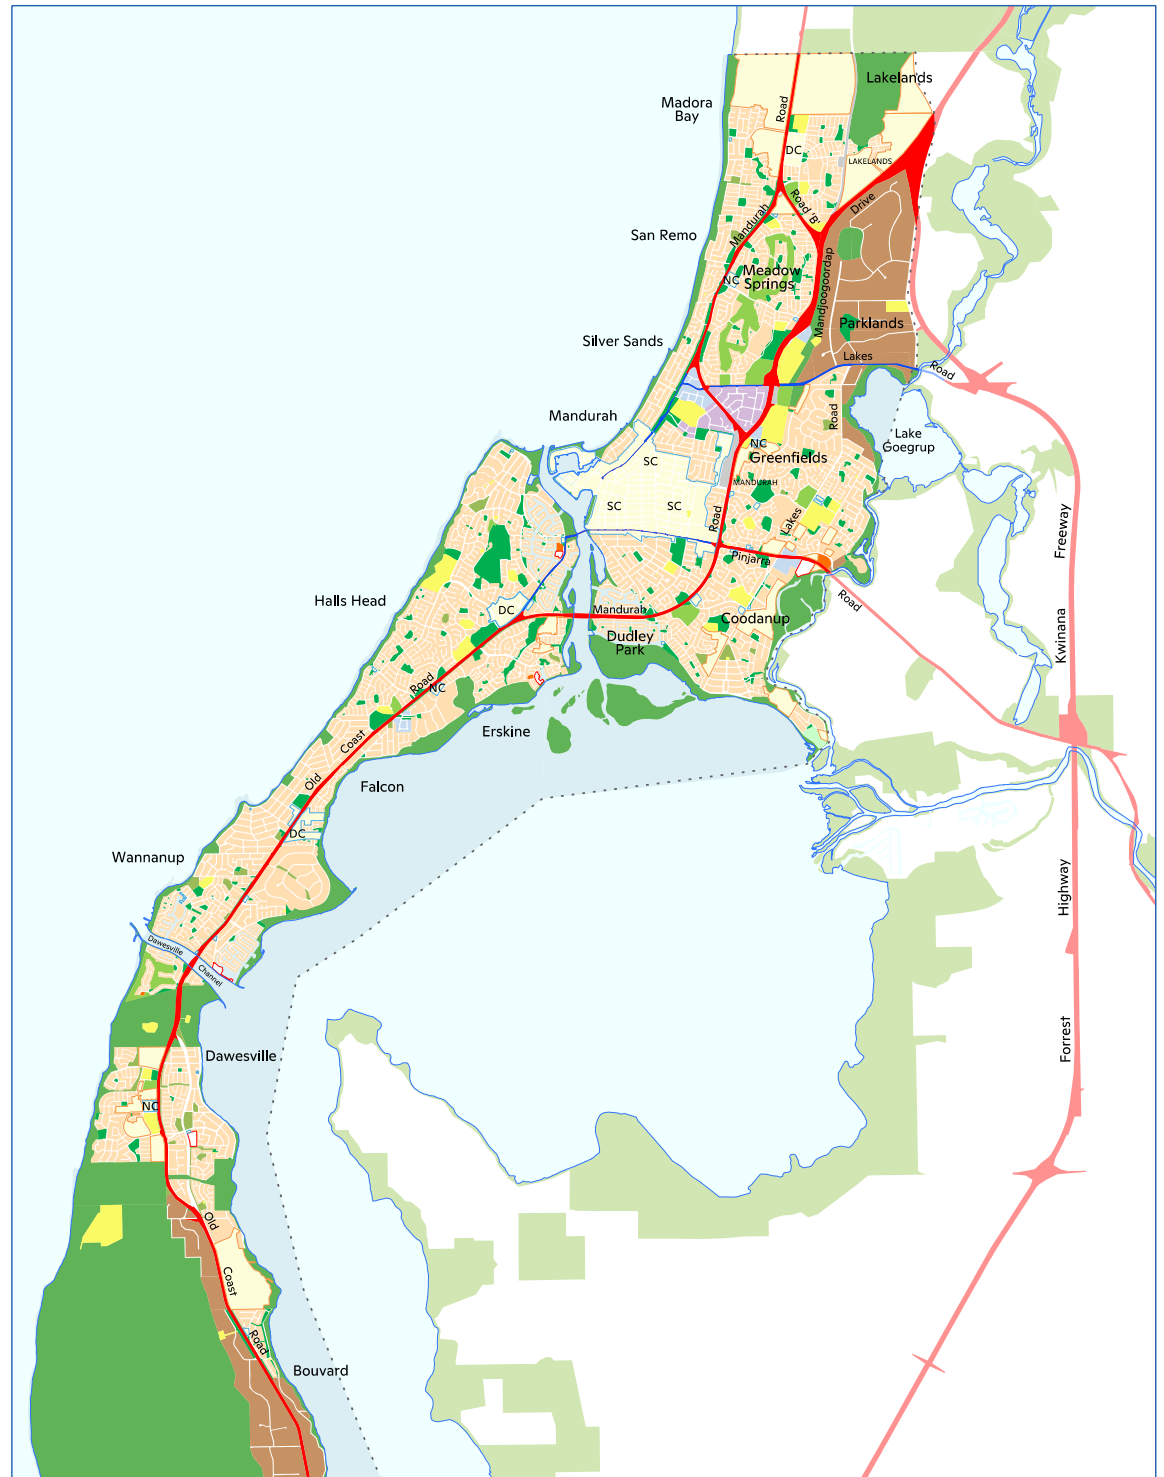 Lakelands
Madora
Bay
Road
DC
LAKELANDS
Road 'B'
Drive
Mandurah
San Remo
Meadow
Springs
NC
Mandjoogoordap
Parklands
Silver Sands
Lakes
Road
Mandurah
Road
Lake
Goegrup
NC
Greenfields
SC
MANDURAH
SC
SC
Road
Lakes
Freeway
Pinjarra
Road
Halls Head
DC
Mandurah
Coodanup
Dudley
Park
Kwinana
Road
NC
Erskine
Coast
Old
Falcon
DC
Wannanup
Highway
Dawesville
Channel
Forrest
Dawesville
NC
Old
Coast
Road
Bouvard